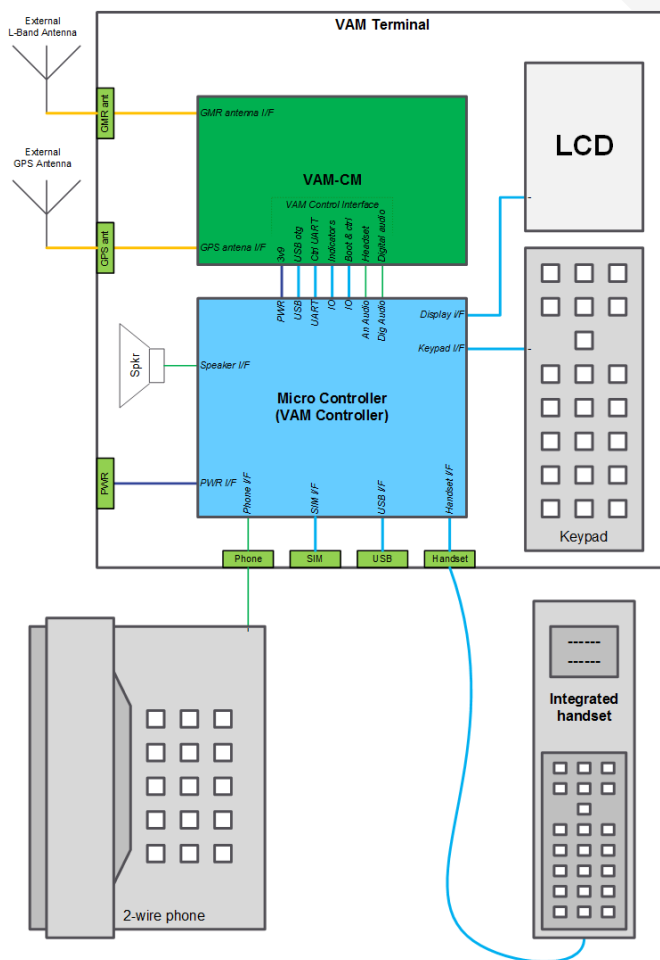 External
L-Band Antenna
VAM Terminal
GMR ant
GMR antenna I/F
LCD
VAM-CM
External
GPS Antenna
VAM Control Interface
GPS ant
GPS antena I/F
3v9
USB otg
Ctrl UART
Indicators
Boot & ctrl
Headset
Digital audio
PWR
USB
UART
IO
IO
An Audio
Dig Audio
Display I/F
Keypad I/F
Spkr
Speaker I/F
Micro Controller
(VAM Controller)
PWR
PWR I/F
Phone I/F
SIM I/F
USB I/F
Handset I/F
Keypad
Phone
SIM
USB
Handset
------
------
Integrated
handset
2-wire phone